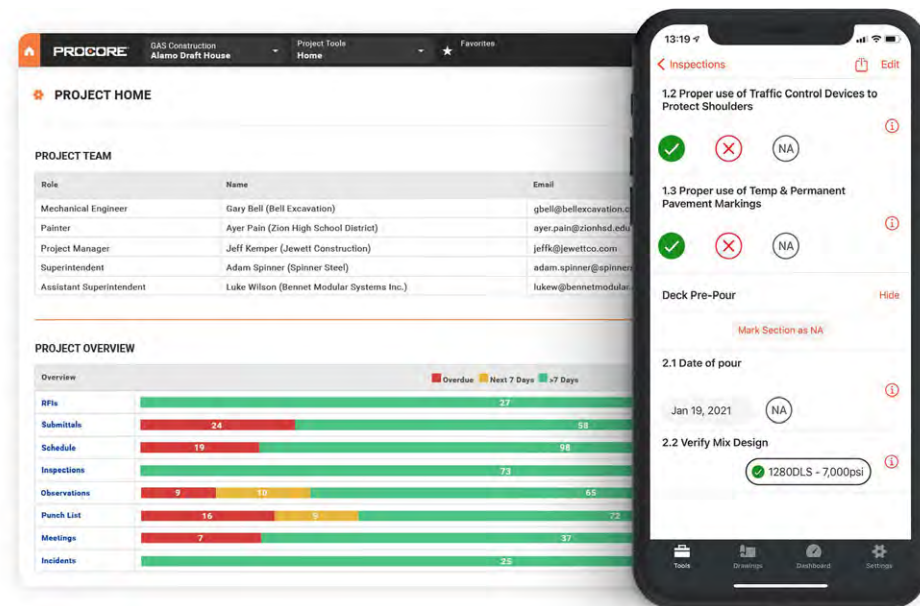 PROCORE
GAS Construction
Alamo Draft House
Project Tools
Home
Favorites
PROJECT HOME
PROJECT TEAM
Role Name Email
Mechanical Engineer Gary Bell (Bell Excavation) gbell@bellexcavation.c
Painter Ayer Pain (Zion High School District) ayer.pain@zionhsd.edu
Project Manager Jeff Kemper (Jewett Construction) jeffk@jewettco.com
Superintendent Adam Spinner (Spinner Steel) adam.spinner@spinners
Assistant Superintendent Luke Wilson (Bennet Modular Systems Inc.) lukew@bennetmodular.
PROJECT OVERVIEW
Overview Overdue Next 7 Days >7 Days
RFIs 27
Submittals 24 58
Schedule 19 98
Inspections 73
Observations 9 10 65
Punch List 16 9 72
Meetings 7 37
Incidents 25
13:19
Inspections Edit
1.2 Proper use of Traffic Control Devices to
Protect Shoulders
NA
1.3 Proper use of Temp & Permanent
Pavement Markings
NA
Deck Pre-Pour Hide
Mark Section as NA
2.1 Date of pour
Jan 19, 2021 NA
2.2 Verify Mix Design
1280DLS - 7,000psi
Tools Drawings Dashboard Settings